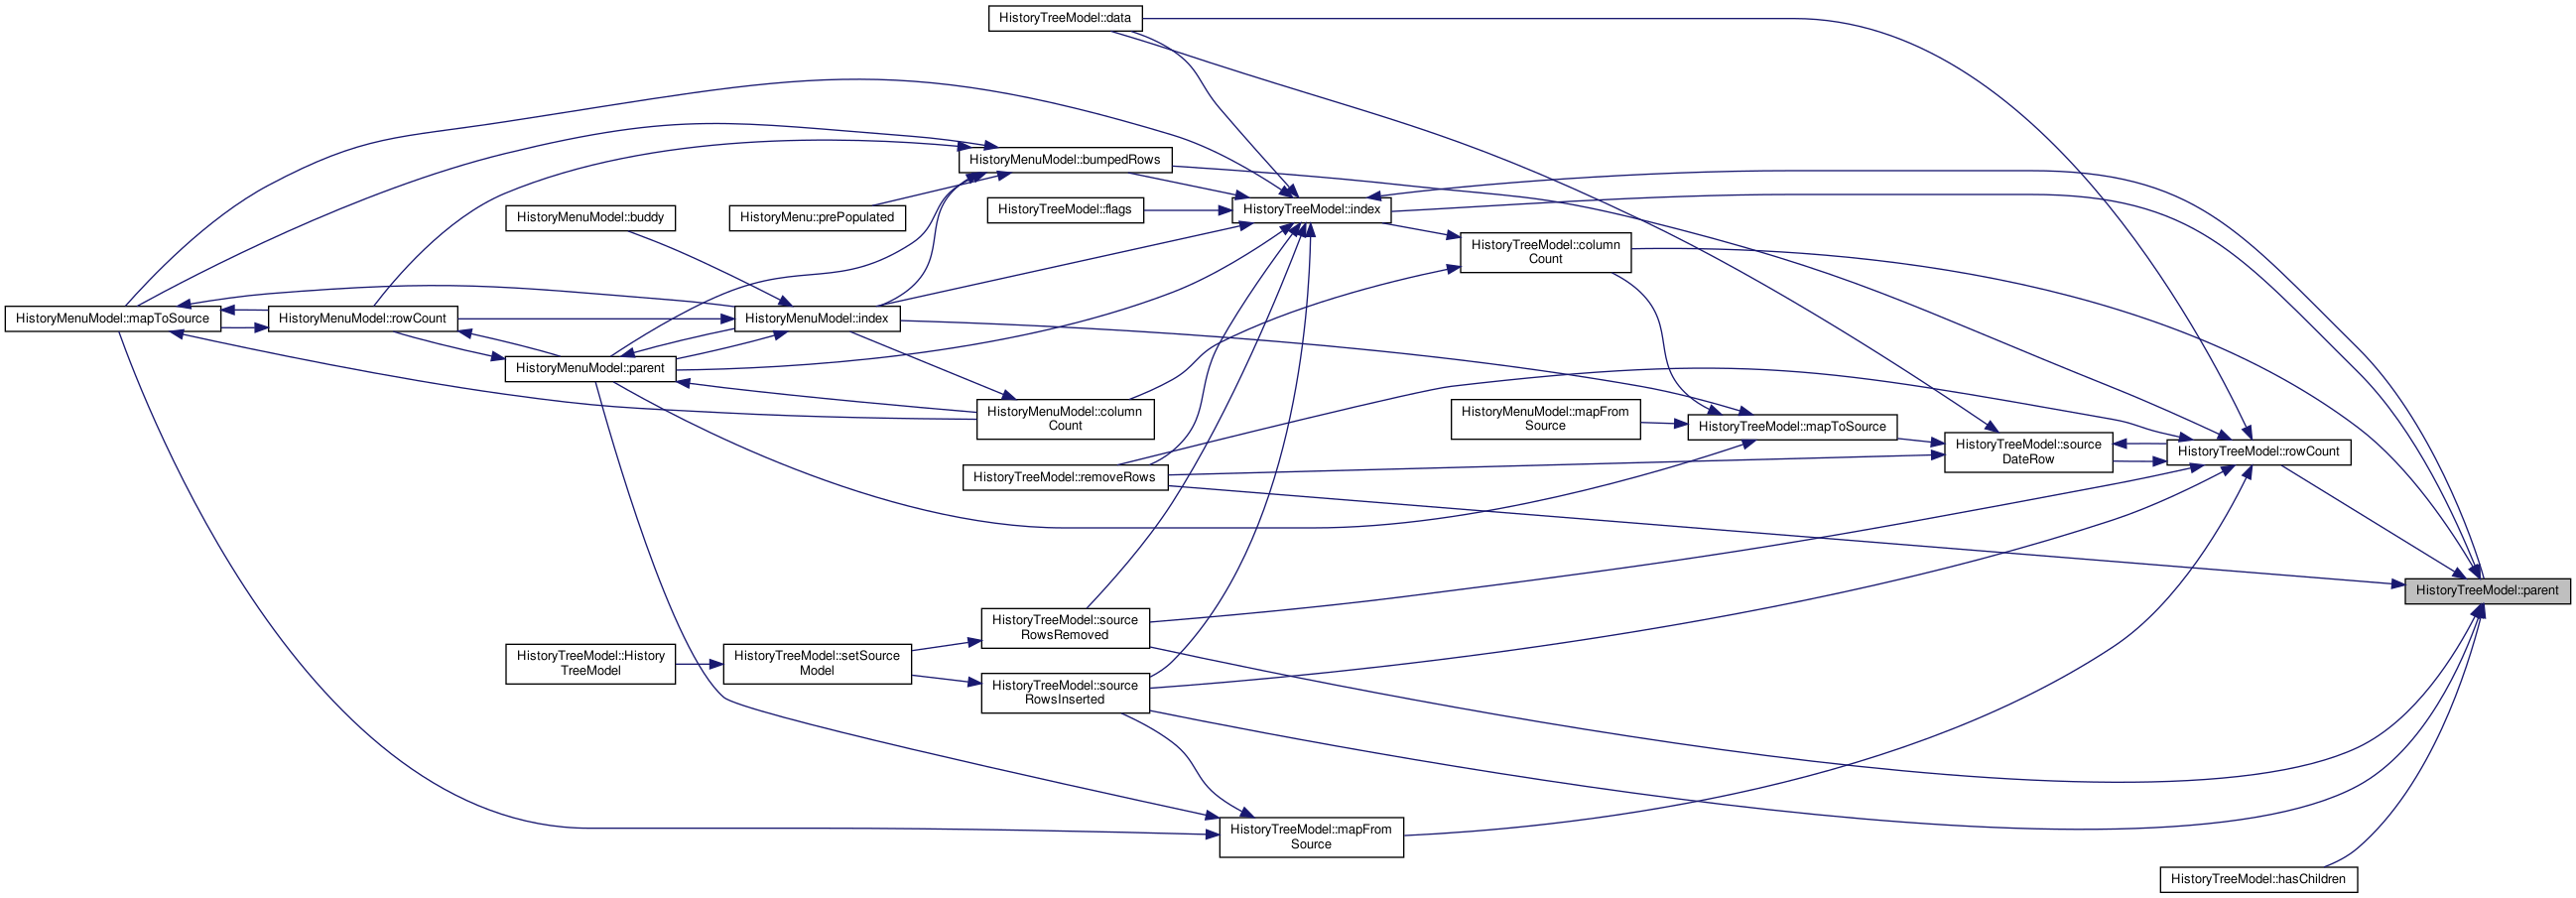 HistoryTreeModel::data
HistoryMenuModel::bumpedRows
HistoryMenuModel::buddy
HistoryMenu::prePopulated
HistoryTreeModel::flags
HistoryTreeModel::index
HistoryTreeModel::column
Count
HistoryMenuModel::mapToSource
HistoryMenuModel::rowCount
HistoryMenuModel::index
HistoryMenuModel::parent
HistoryMenuModel::column
Count
HistoryMenuModel::mapFrom
Source
HistoryTreeModel::mapToSource
HistoryTreeModel::source
DateRow
HistoryTreeModel::rowCount
HistoryTreeModel::removeRows
HistoryTreeModel::parent
HistoryTreeModel::source
RowsRemoved
HistoryTreeModel::History
TreeModel
HistoryTreeModel::setSource
Model
HistoryTreeModel::source
RowsInserted
HistoryTreeModel::mapFrom
Source
HistoryTreeModel::hasChildren